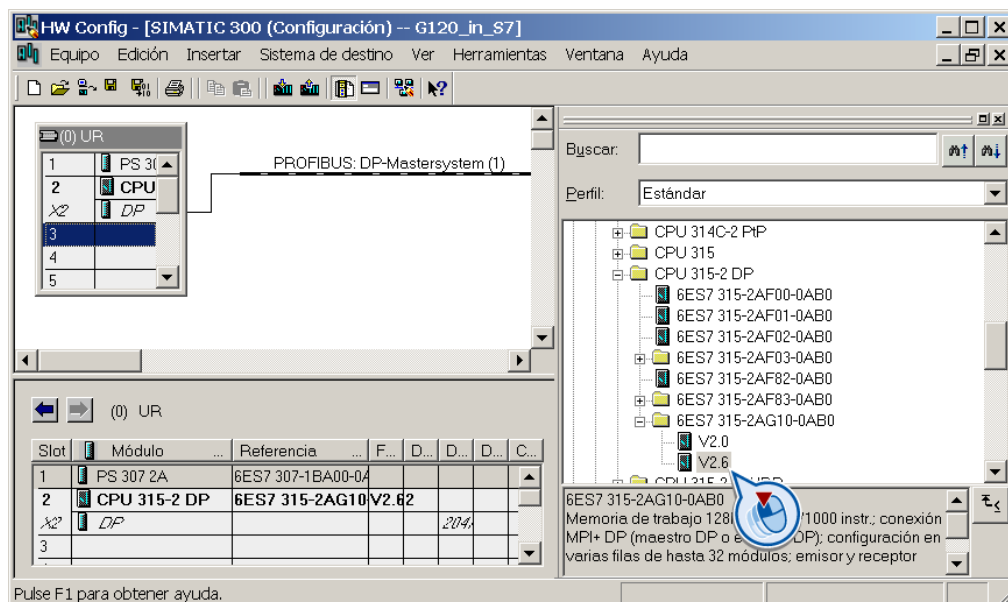 HW Config - [SIMATIC 300 (Configuración) -- G120_in_S7]
Equipo Edición Insertar Sistema de destino Ver Herramientas Ventana Ayuda
(0) UR
1 PS 30
2 CPU
X2 DP
3
4
5
PROFIBUS: DP-Mastersystem (1)
Buscar:
Perfil: Estándar
CPU 314C-2 PtP
CPU 315
CPU 315-2 DP
6ES7 315-2AF00-0AB0
6ES7 315-2AF01-0AB0
6ES7 315-2AF02-0AB0
6ES7 315-2AF03-0AB0
6ES7 315-2AF82-0AB0
6ES7 315-2AF83-0AB0
6ES7 315-2AG10-0AB0
V2.0
V2.6
(0) UR
Slot Módulo ... Referencia ... F... D... D... D... C...
1 PS 307 2A 6ES7 307-1BA00-0A
2 CPU 315-2 DP 6ES7 315-2AG10 V2.6 2
X2 DP 204
3
6ES7 315-2AG10-0AB0
Memoria de trabajo /1000 instr.; conexión
MPI+ DP (maestro DP o DP); configuración en
varias filas de hasta 32 módulos; emisor y receptor
Pulse F1 para obtener ayuda.